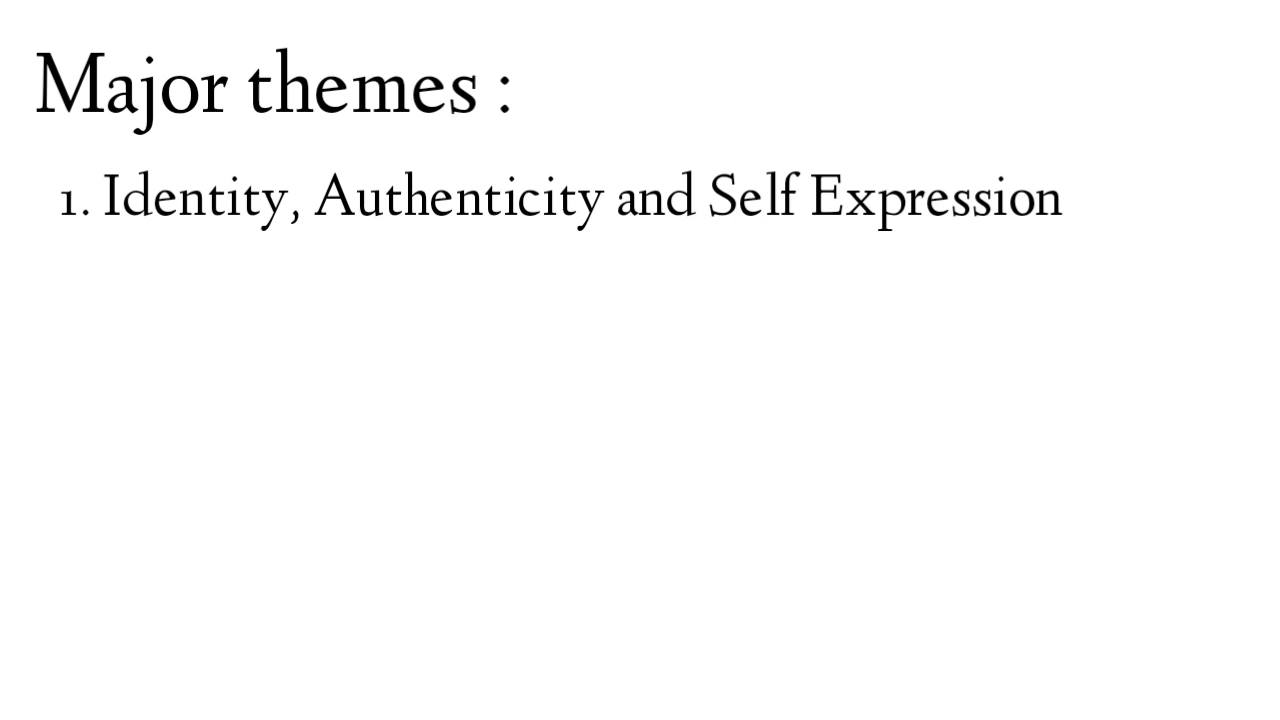 Major themes :
1. Identity, Authenticity and Self Expression